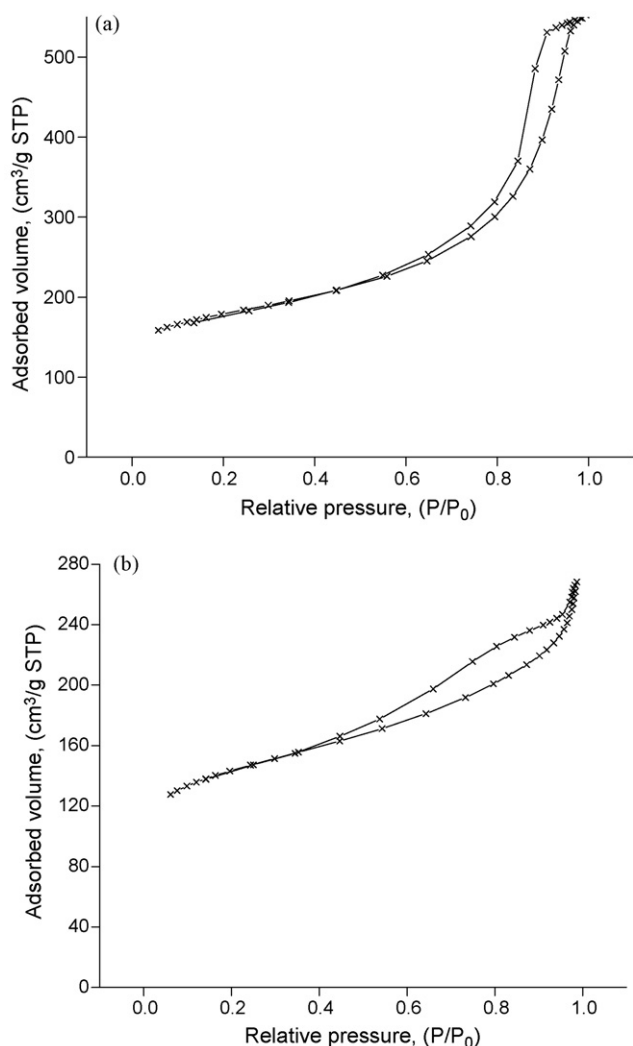 (a)
500
400
300
200
100
0
0.0 0.2 0.4 0.6 0.8 1.0
Adsorbed volume, (cm³/g STP)
Relative pressure, (P/P₀)
(b)
280
240
200
160
120
80
40
0
0.0 0.2 0.4 0.6 0.8 1.0
Adsorbed volume, (cm³/g STP)
Relative pressure, (P/P₀)